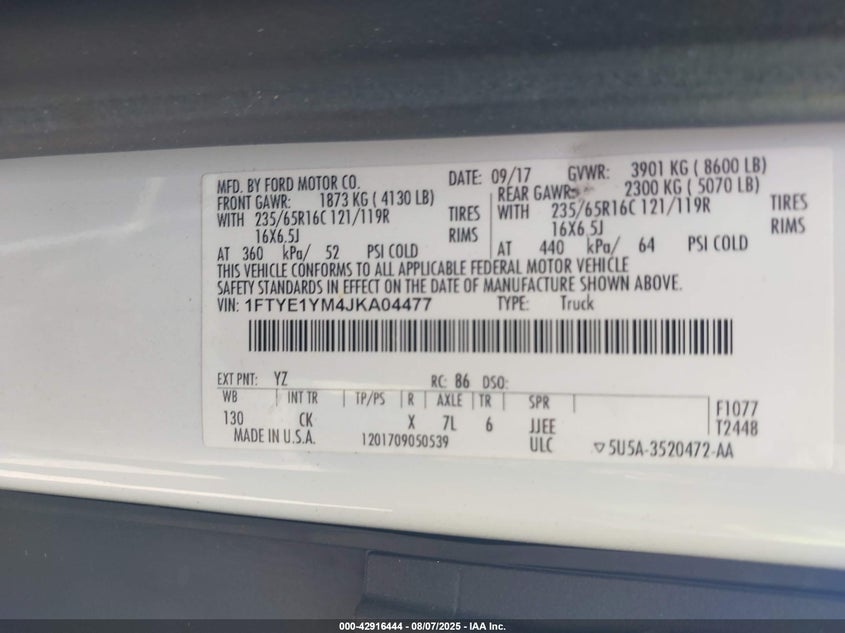 MFD. BY FORD MOTOR CO. DATE: 09/17 GVWR: 3901 KG ( 8600 LB)
FRONT GAWR: 1873 KG ( 4130 LB) REAR GAWR: 2300 KG ( 5070 LB)
WITH 235/65R16C 121/119R TIRES WITH 235/65R16C 121/119R TIRES
16X6.5J RIMS 16X6.5J RIMS
AT 360 kPa/ 52 PSI COLD AT 440 kPa/ 64 PSI COLD
THIS VEHICLE CONFORMS TO ALL APPLICABLE FEDERAL MOTOR VEHICLE
SAFETY STANDARDS IN EFFECT ON THE DATE OF MANUFACTURE SHOWN ABOVE.
VIN: 1FTYE1YM4JKA04477 TYPE: Truck
EXT PNT: YZ RC: 86 DSO:
WB INT TR TP/PS R AXLE TR SPR F1077
130 CK X 7L 6 JJEE T2448
MADE IN U.S.A. 1201709050539 ULC ▽5U5A-3520472-AA
000-42916444 - 08/07/2025 - IAA Inc.